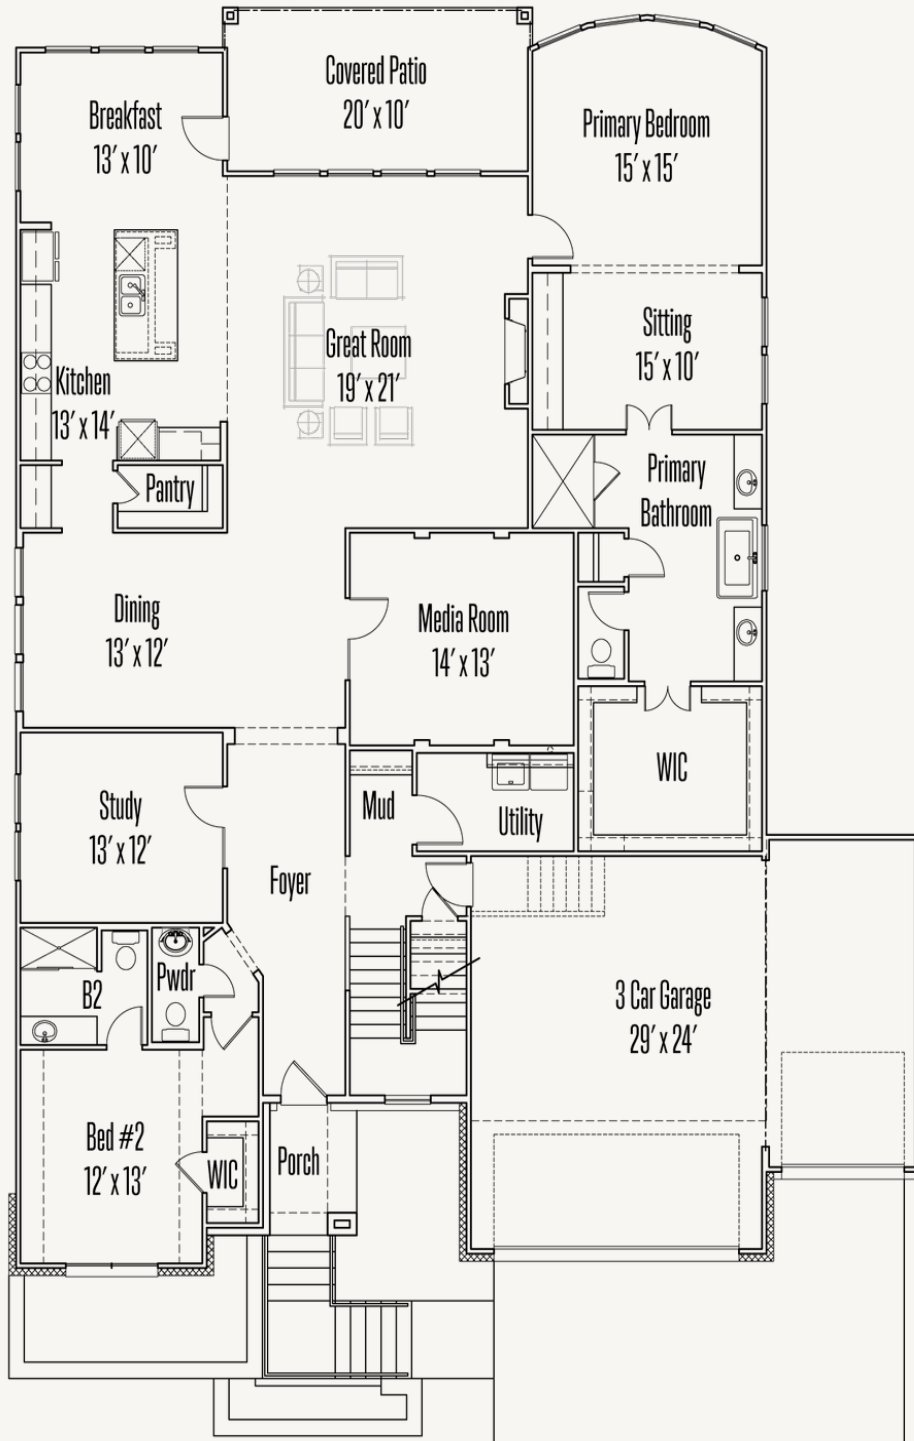 Covered Patio
20' x 10'
Breakfast
13' x 10'
Primary Bedroom
15' x 15'
Sitting
15' x 10'
Great Room
19' x 21'
Kitchen
13' x 14'
Pantry
Primary
Bathroom
Dining
13' x 12'
Media Room
14' x 13'
WIC
Study
13' x 12'
Mud
Utility
Foyer
B2
Pwdr
3 Car Garage
29' x 24'
Bed #2
12' x 13'
WIC
Porch